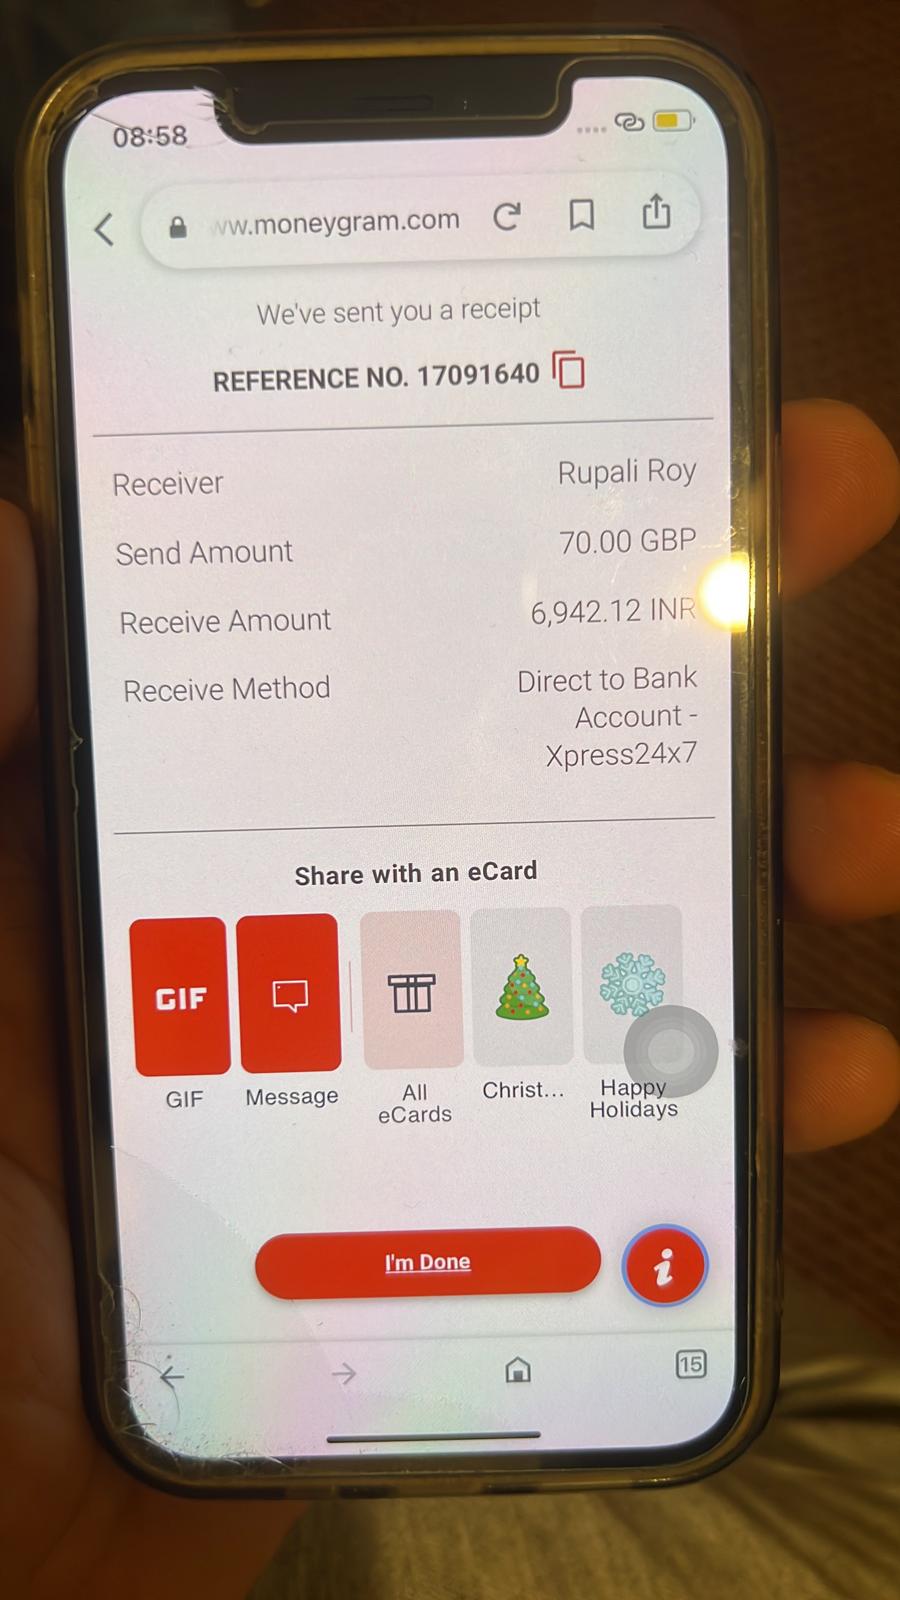 08:58
ww.moneygram.com
We've sent you a receipt
REFERENCE NO. 17091640
Receiver Rupali Roy
Send Amount 70.00 GBP
Receive Amount 6,942.12 INR
Receive Method Direct to Bank
Account -
Xpress24x7
Share with an eCard
GIF
GIF Message All
eCards Christ... Happy
Holidays
I'm Done
i
15